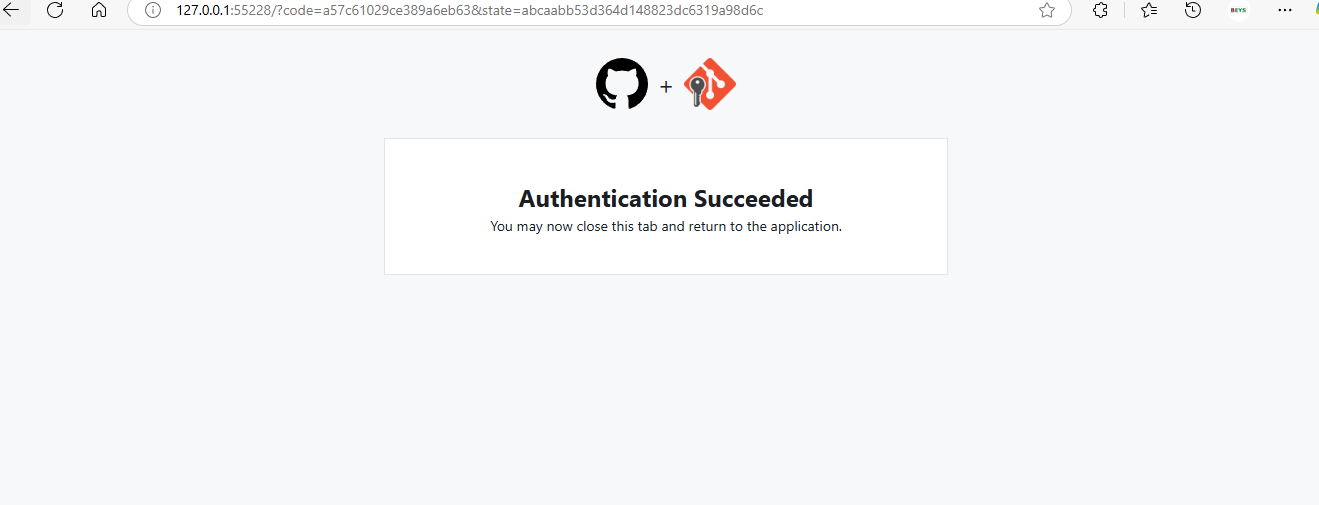 127.0.0.1:55228/?code=a57c61029ce389a6eb63&state=abcaabb53d364d148823dc6319a98d6c
BEYS
+
Authentication Succeeded
You may now close this tab and return to the application.